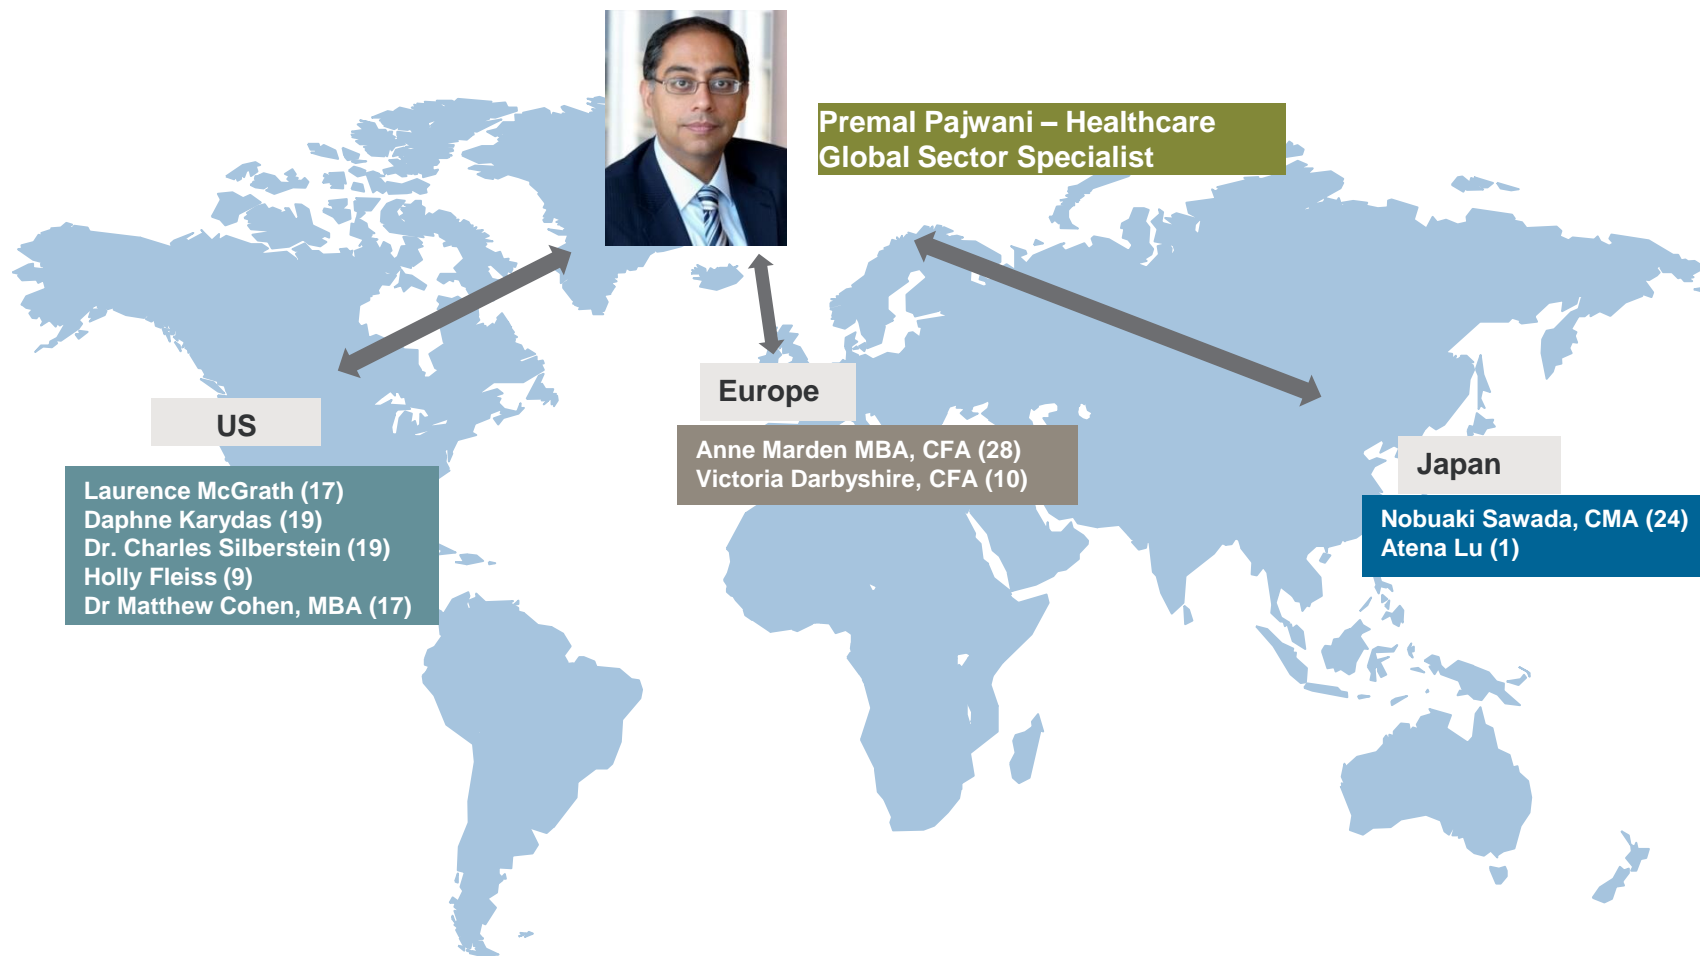 Premal Pajwani – Healthcare
Global Sector Specialist
US
Laurence McGrath (17)
Daphne Karydas (19)
Dr. Charles Silberstein (19)
Holly Fleiss (9)
Dr Matthew Cohen, MBA (17)
Europe
Anne Marden MBA, CFA (28)
Victoria Darbyshire, CFA (10)
Japan
Nobuaki Sawada, CMA (24)
Atena Lu (1)